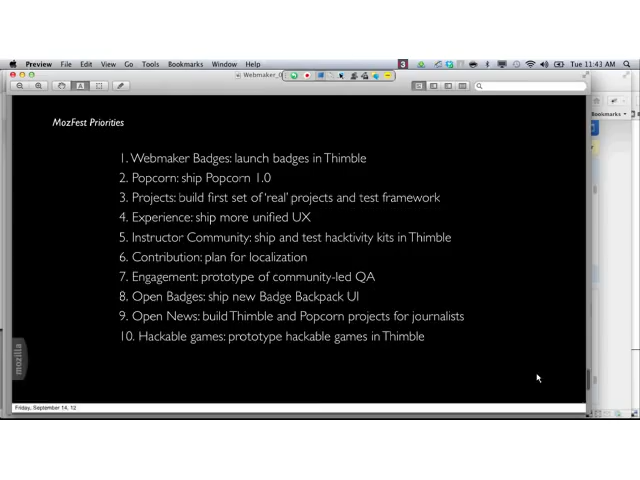 Preview File Edit View Go Tools Bookmarks Window Help
3
Tue 11:43 AM
Webmaker_0
Bookmarks
MozFest Priorities
1. Webmaker Badges: launch badges in Thimble
2. Popcorn: ship Popcorn 1.0
3. Projects: build first set of 'real' projects and test framework
4. Experience: ship more unified UX
5. Instructor Community: ship and test hacktivity kits in Thimble
6. Contribution: plan for localization
7. Engagement: prototype of community-led QA
8. Open Badges: ship new Badge Backpack UI
9. Open News: build Thimble and Popcorn projects for journalists
10. Hackable games: prototype hackable games in Thimble
mozilla
Friday, September 14, 12